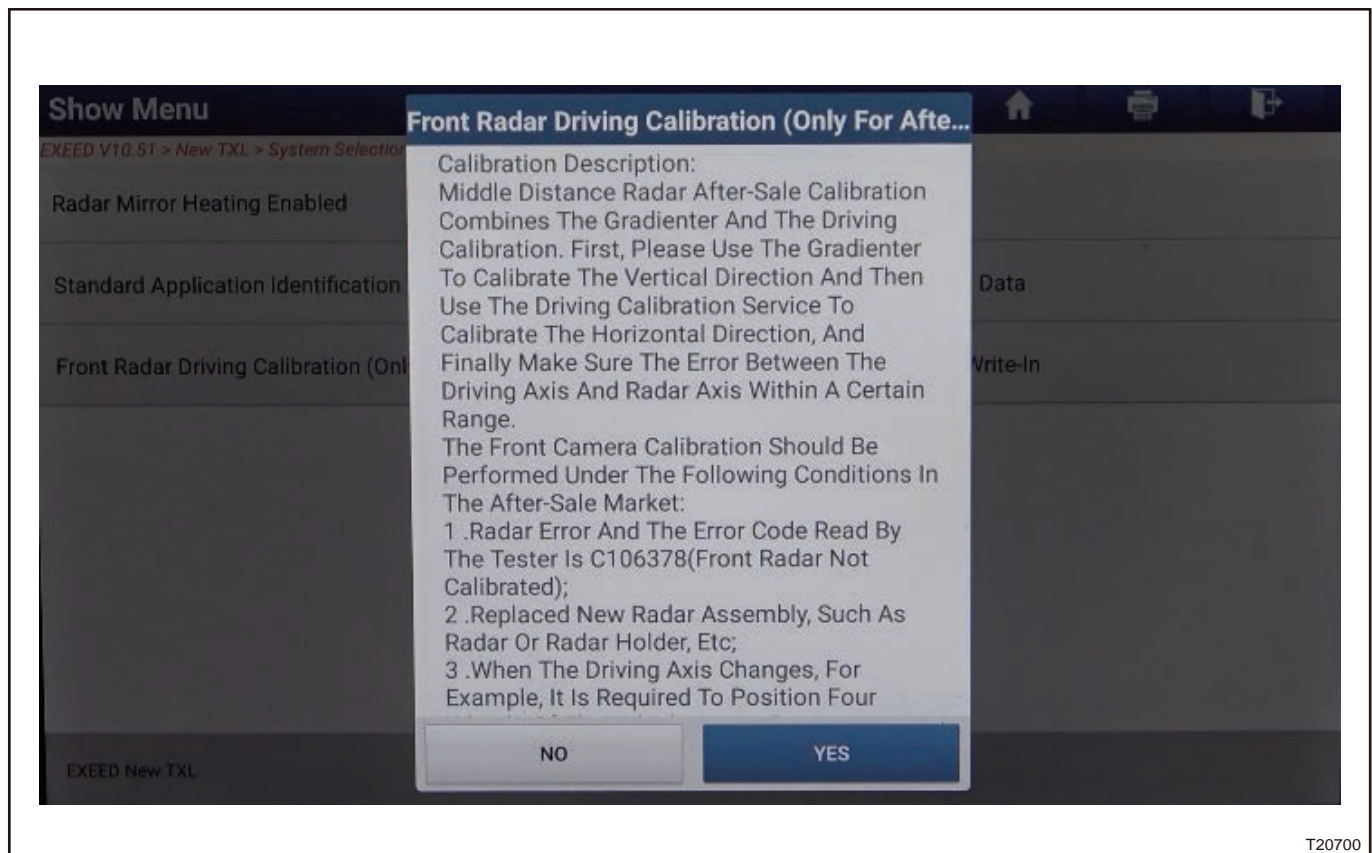 Show Menu
EXEED V10.51 > New TXL > System Selection
Radar Mirror Heating Enabled
Standard Application Identification
Data
Front Radar Driving Calibration (Onl
Write-In
EXEED New TXL
Front Radar Driving Calibration (Only For Afte...
Calibration Description:
Middle Distance Radar After-Sale Calibration
Combines The Gradienter And The Driving
Calibration. First, Please Use The Gradienter
To Calibrate The Vertical Direction And Then
Use The Driving Calibration Service To
Calibrate The Horizontal Direction, And
Finally Make Sure The Error Between The
Driving Axis And Radar Axis Within A Certain
Range.
The Front Camera Calibration Should Be
Performed Under The Following Conditions In
The After-Sale Market:
1 .Radar Error And The Error Code Read By
The Tester Is C106378(Front Radar Not
Calibrated);
2 .Replaced New Radar Assembly, Such As
Radar Or Radar Holder, Etc;
3 .When The Driving Axis Changes, For
Example, It Is Required To Position Four
NO
YES
T20700